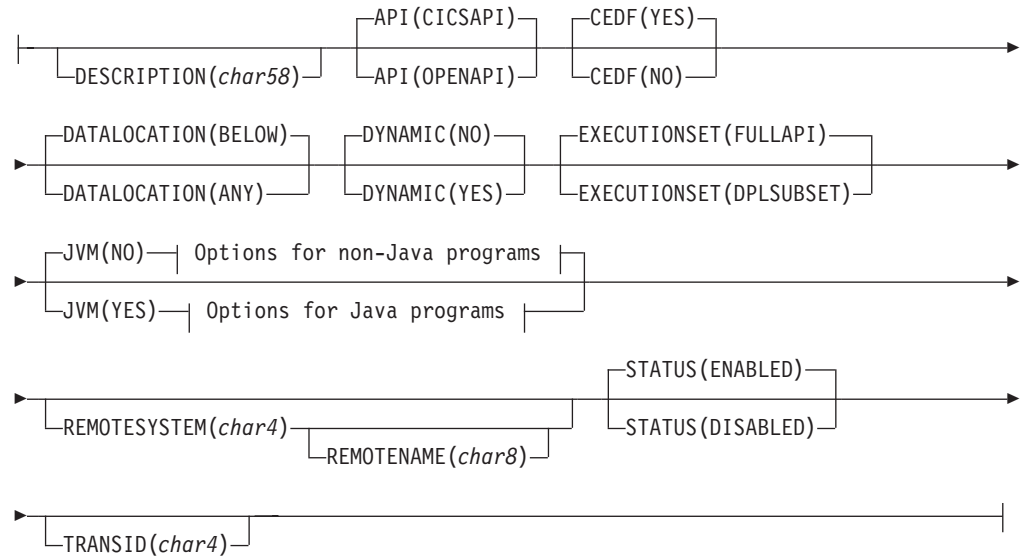 API(CICSAPI) CEDF(YES)
DESCRIPTION(char58) API(OPENAPI) CEDF(NO)
DATALOCATION(BELOW) DYNAMIC(NO) EXECUTIONSET(FULLAPI)
DATALOCATION(ANY) DYNAMIC(YES) EXECUTIONSET(DPLSUBSET)
JVM(NO) Options for non-Java programs
JVM(YES) Options for Java programs
STATUS(ENABLED)
REMOTESYSTEM(char4) STATUS(DISABLED)
REMOTENAME(char8)
TRANSID(char4)